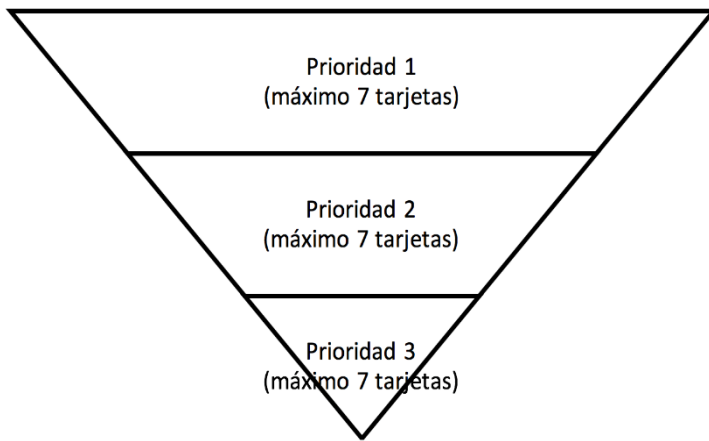 Prioridad 1
(máximo 7 tarjetas)
Prioridad 2
(máximo 7 tarjetas)
Prioridad 3
(máximo 7 tarjetas)